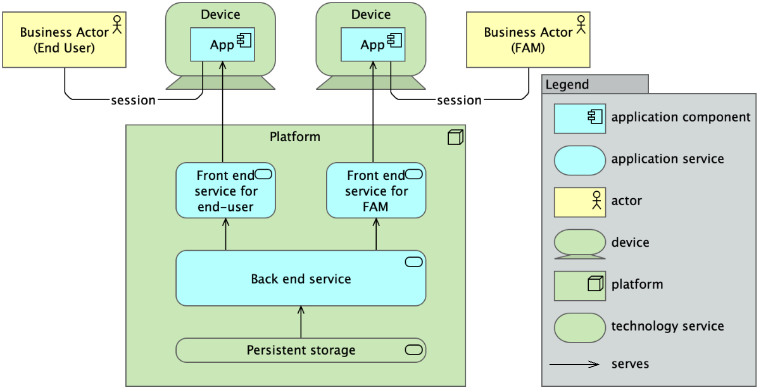 Business Actor
(End User)
Device
App
Device
App
Business Actor
(FAM)
session
session
Platform
Front end
service for
end-user
Front end
service for
FAM
Back end service
Persistent storage
Legend
application component
application service
actor
device
platform
technology service
serves